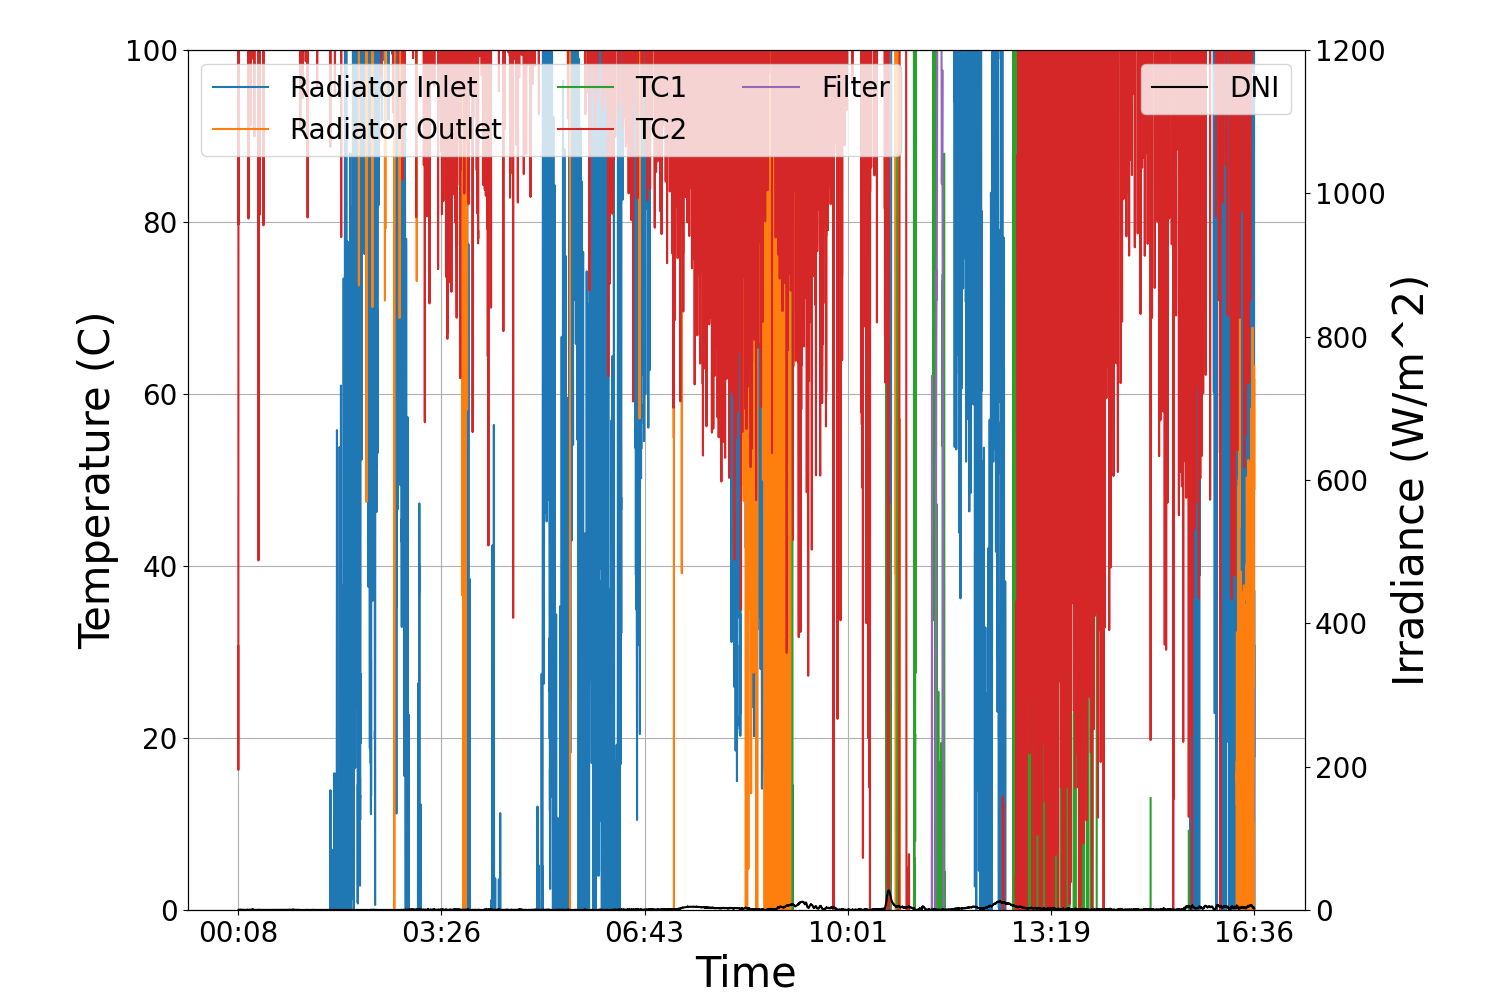 100
80
60
40
20
0
Temperature (C)
Radiator Inlet
Radiator Outlet
TC1
TC2
Filter
DNI
1200
1000
800
600
400
200
0
Irradiance (W/m^2)
00:08
03:26
06:43
10:01
13:19
16:36
Time